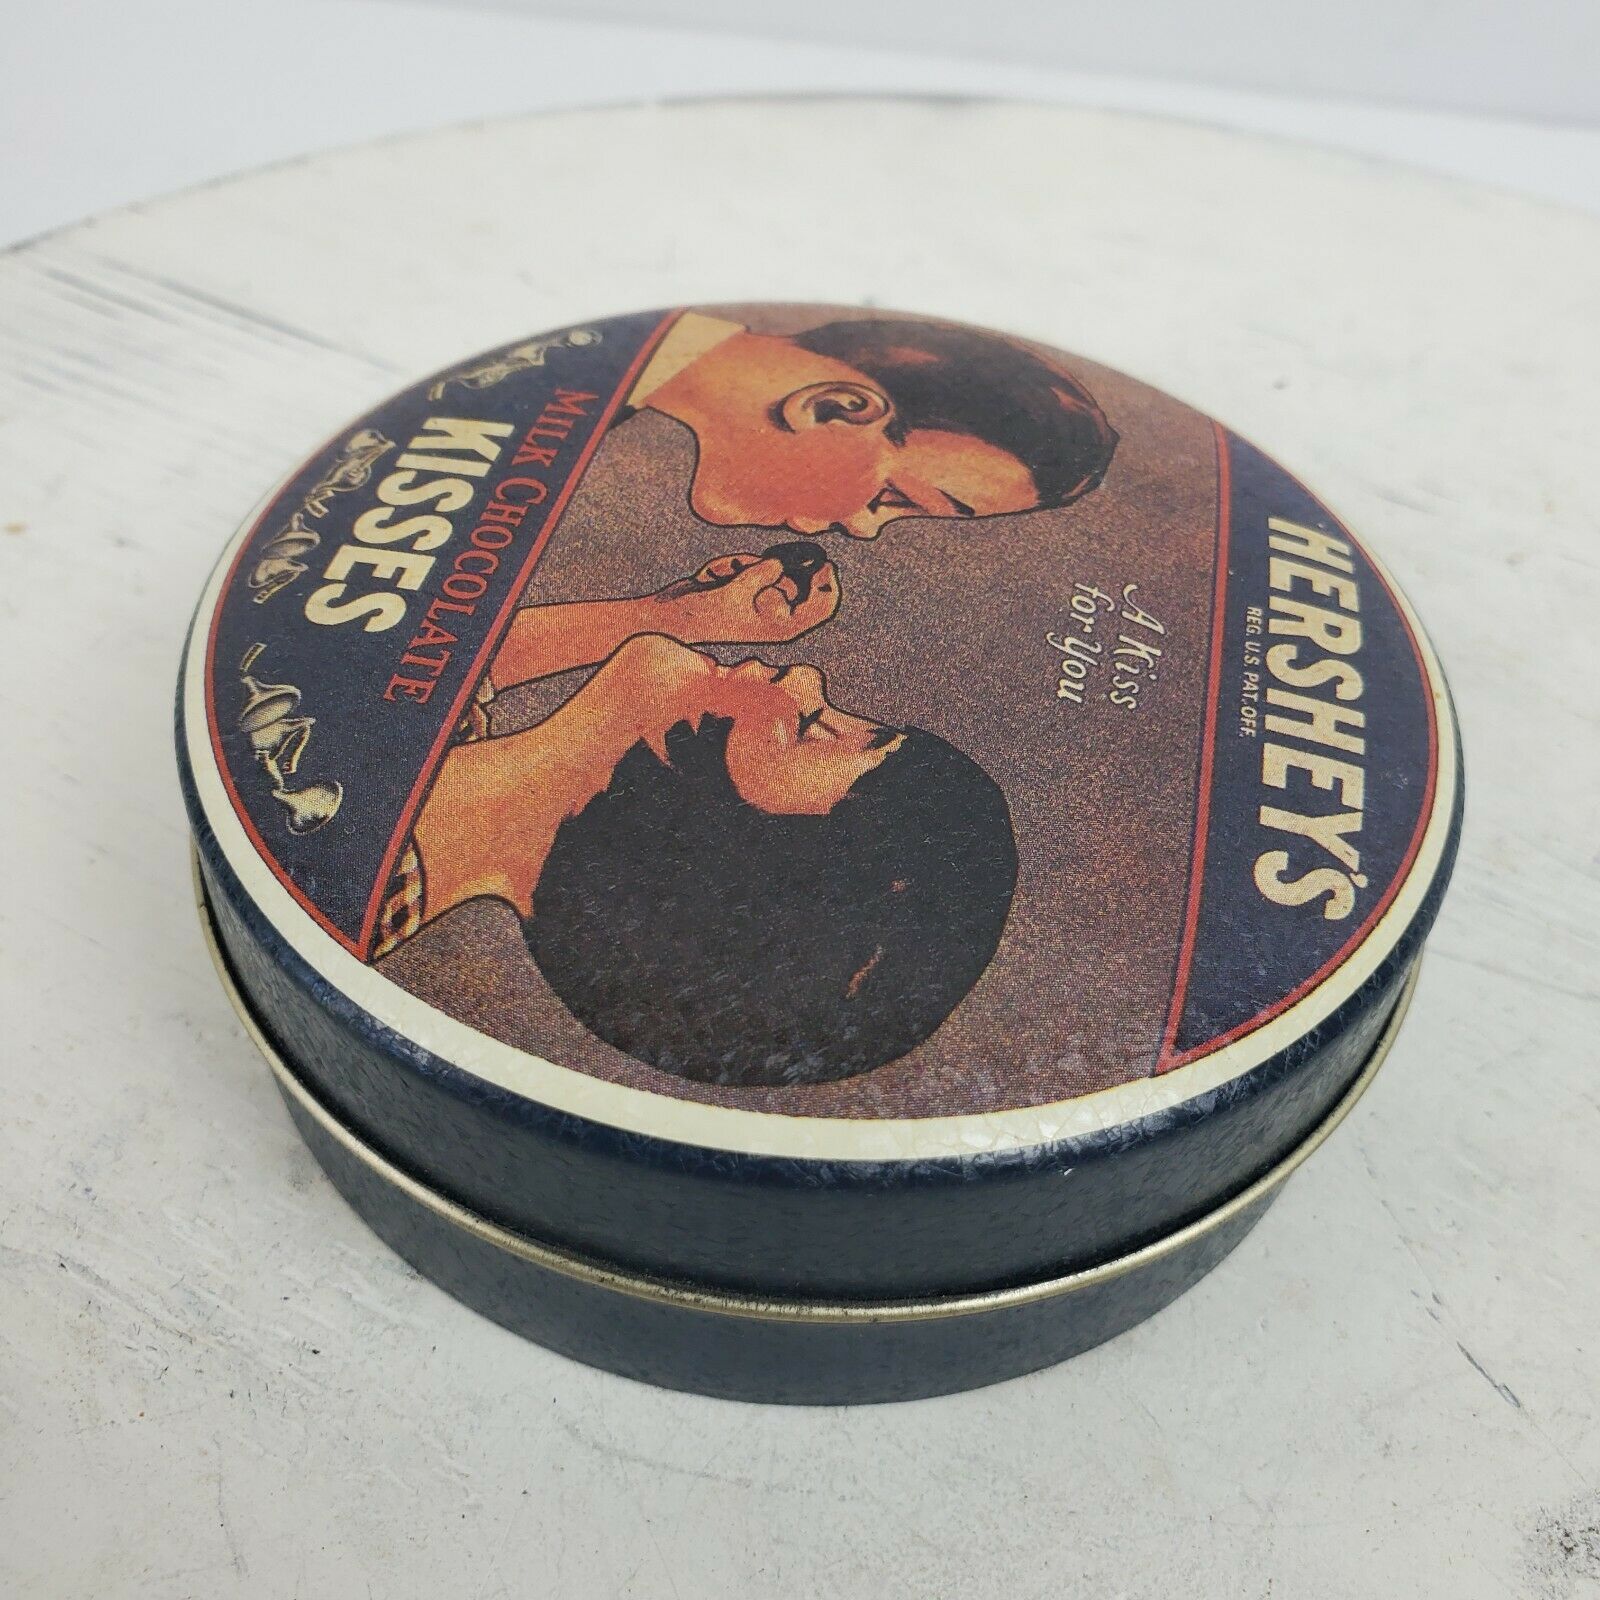 HERSHEY'S
REG. U.S. PAT. OFF.
A Kiss
for You
MILK CHOCOLATE
KISSES